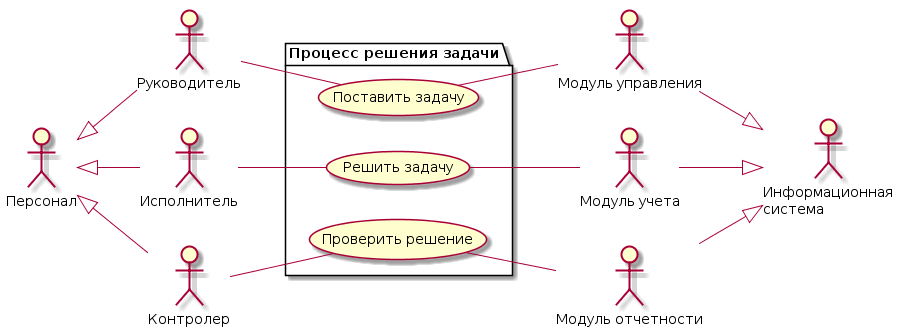 Процесс решения задачи
Руководитель
Модуль управления
Поставить задачу
Персонал
Исполнитель
Решить задачу
Модуль учета
Информационная
система
Проверить решение
Контролер
Модуль отчетности